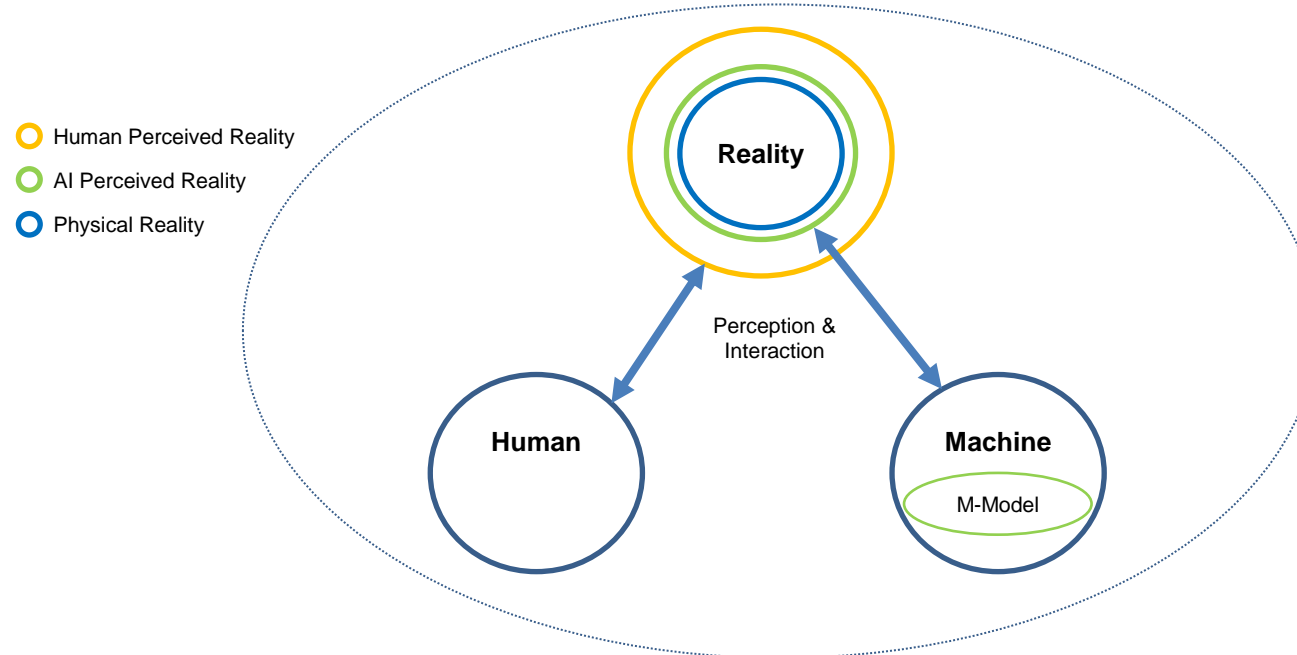 Reality
Human Perceived Reality
AI Perceived Reality
Physical Reality
Perception &
Interaction
Human
Machine
M-Model